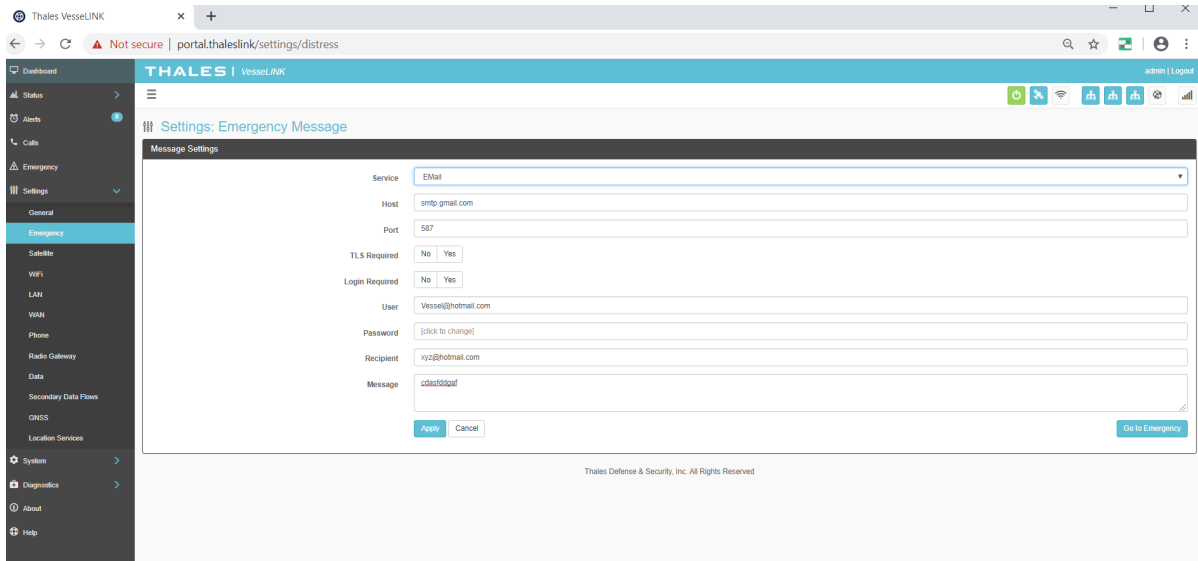 Thales VesseLINK
Not secure | portal.thaleslink/settings/distress
Dashboard
THALES | VesseLINK
admin | Logout
Status
Alerts 0
Calls
Emergency
Settings
General
Emergency
Satellite
WiFi
LAN
WAN
Phone
Radio Gateway
Data
Secondary Data Flows
GNSS
Location Services
System
Diagnostics
About
Help
Settings: Emergency Message
Message Settings
Service EMail
Host smtp.gmail.com
Port 587
TLS Required No Yes
Login Required No Yes
User Vessel@hotmail.com
Password [click to change]
Recipient xyz@hotmail.com
Message cdasfddgaf
Apply Cancel Go to Emergency
Thales Defense & Security, Inc. All Rights Reserved